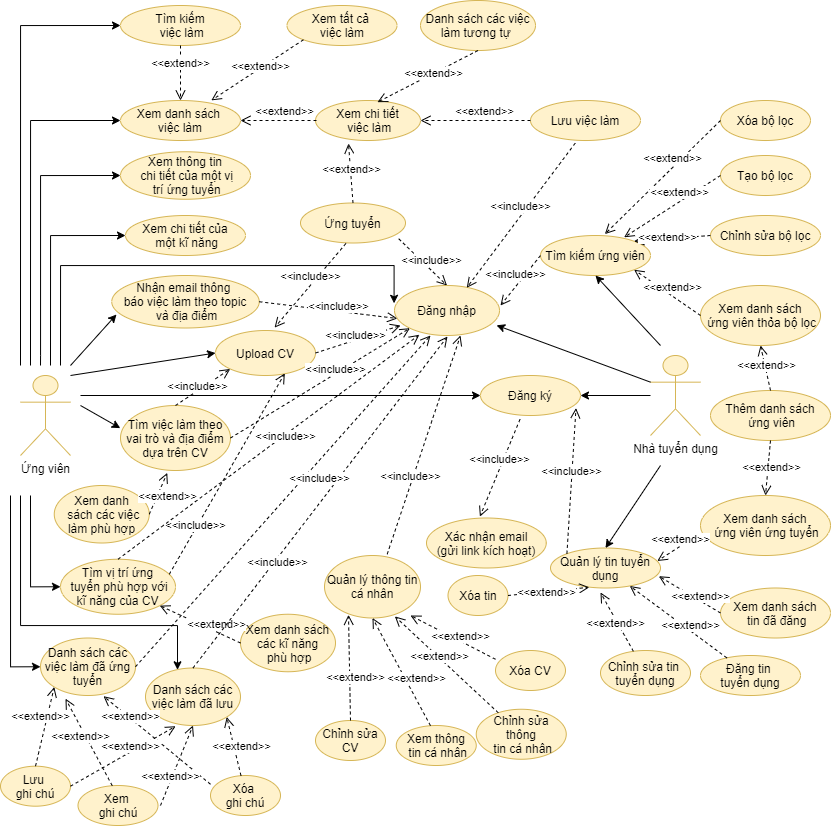 Tìm kiếm
việc làm
Xem tất cả
việc làm
Danh sách các việc
làm tương tự
<<extend>>
<<extend>>
<<extend>>
Xem danh sách
việc làm
<<extend>>
Xem chi tiết
việc làm
<<extend>>
Lưu việc làm
Xóa bộ lọc
Xem thông tin
chi tiết của một vị
trí ứng tuyển
<<extend>>
<<extend>>
Tạo bộ lọc
<<extend>>
Xem chi tiết của
một kĩ năng
Ứng tuyển
<<include>>
<<extend>>
Chỉnh sửa bộ lọc
Tìm kiếm ứng viên
<<include>>
<<include>>
<<include>>
Nhận email thông
báo việc làm theo topic
và địa điểm
<<include>>
Đăng nhập
<<extend>>
Xem danh sách
ứng viên thỏa bộ lọc
Upload CV
<<include>>
<<include>>
<<extend>>
<<include>>
Đăng ký
Nhà tuyển dụng
Thêm danh sách
ứng viên
Ứng viên
Tìm việc làm theo
vai trò và địa điểm
dựa trên CV
<<include>>
<<include>>
<<include>>
<<extend>>
<<extend>>
<<include>>
<<include>>
Xem danh
sách các việc
làm phù hợp
Xem danh sách
ứng viên ứng tuyển
<<include>>
Xác nhận email
(gửi link kích hoạt)
<<extend>>
<<include>>
Quản lý tin tuyển
dụng
Tìm vị trí ứng
tuyển phù hợp với
kĩ năng của CV
Quản lý thông tin
cá nhân
Xóa tin
<<extend>>
<<extend>>
Xem danh sách
tin đã đăng
<<extend>>
Xem danh sách
các kĩ năng
phù hợp
<<extend>>
<<extend>>
Danh sách các
việc làm đã ứng
tuyển
<<extend>>
<<extend>>
Xóa CV
Chỉnh sửa tin
tuyển dụng
Đăng tin
tuyển dụng
<<extend>>
Danh sách các
việc làm đã lưu
<<extend>>
<<extend>>
<<extend>>
<<extend>>
<<extend>>
<<extend>>
Chỉnh sửa
CV
Xem thông
tin cá nhân
Chỉnh sửa
thông
tin cá nhân
<<extend>>
Lưu
ghi chú
Xem
ghi chú
Xóa
ghi chú